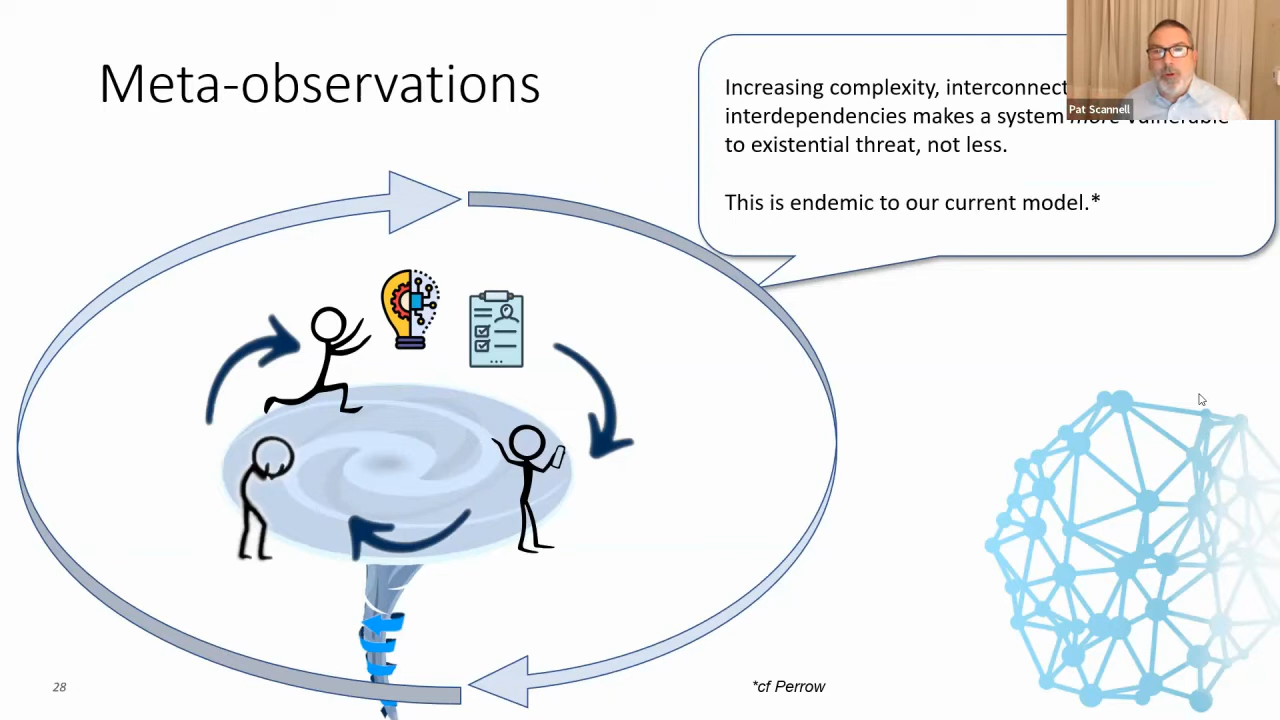 Meta-observations
Increasing complexity, interconnect
Pat Scannell
interdependencies makes a system
to existential threat, not less.
This is endemic to our current model.*
28
*cf Perrow